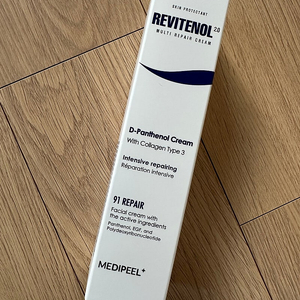 SKIN PROTECTANT
REVITENOL 2.0
MULTI REPAIR CREAM
D-Panthenol Cream
With Collagen Type 3
Intensive repairing
Réparation intensive
91 REPAIR
Facial cream with
the active ingredients
Panthenol, EGF, and
Polydeoxyribonucleotide
MEDIPEEL+